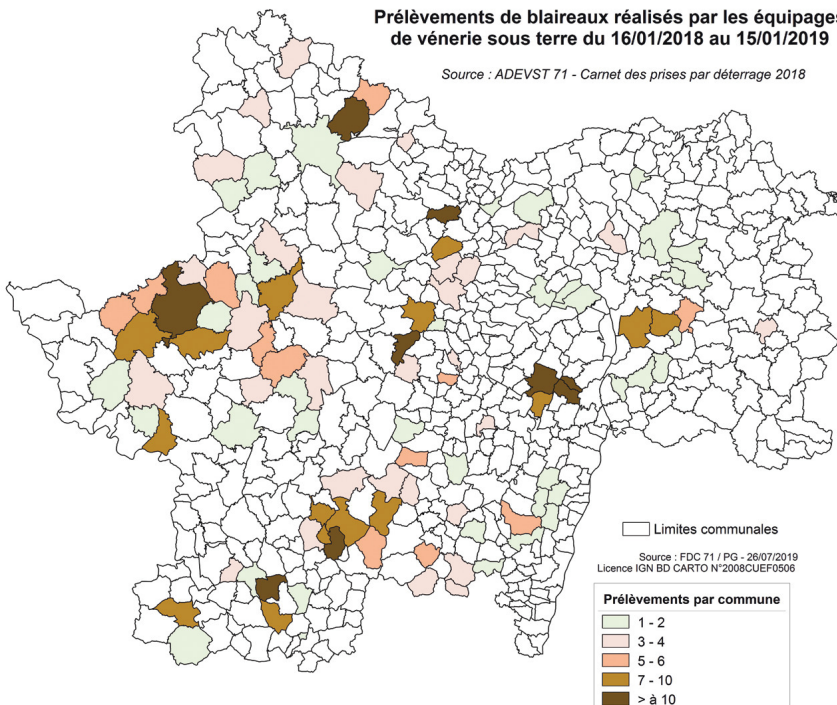 Prélèvements de blaireaux réalisés par les équipages
de vénerie sous terre du 16/01/2018 au 15/01/2019
Source : ADEVST 71 - Carnet des prises par déterrage 2018
Limites communales
Source : FDC 71 / PG - 26/07/2019
Licence IGN BD CARTO N°2008CUEF0506
Prélèvements par commune
1 - 2
3 - 4
5 - 6
7 - 10
> à 10